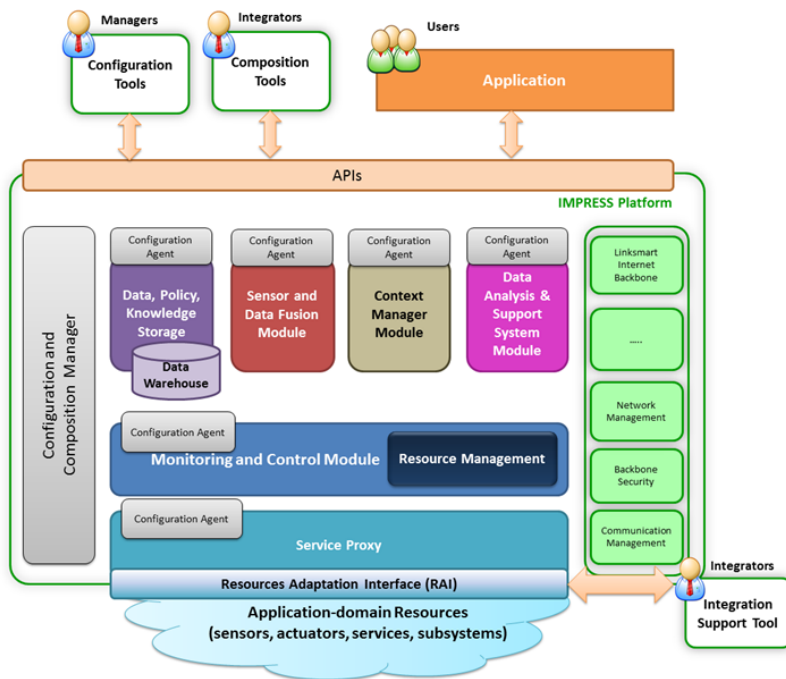 Managers
Configuration
Tools
Integrators
Composition
Tools
Users
Application
APIs
IMPRESS Platform
Configuration and
Composition Manager
Configuration
Agent
Data, Policy,
Knowledge
Storage
Data
Warehouse
Configuration
Agent
Sensor and
Data Fusion
Module
Configuration
Agent
Context
Manager
Module
Configuration
Agent
Data
Analysis &
Support
System
Module
Linksmart
Internet
Backbone
.....
Network
Management
Backbone
Security
Communication
Management
Configuration Agent
Monitoring and Control Module
Resource Management
Configuration Agent
Service Proxy
Resources Adaptation Interface (RAI)
Application-domain Resources
(sensors, actuators, services, subsystems)
Integrators
Integration
Support Tool